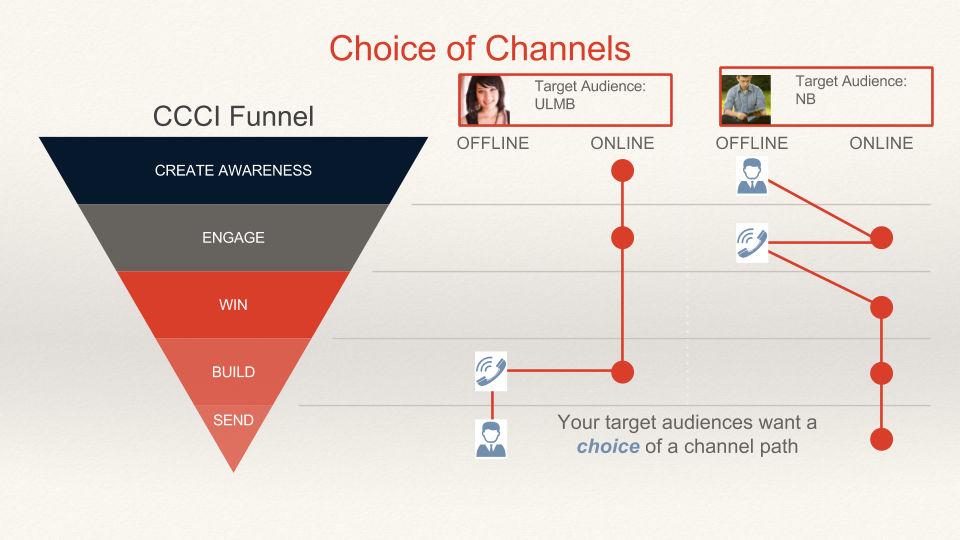 Choice of Channels
Target Audience:
ULMB
Target Audience:
NB
CCCI Funnel
OFFLINE
ONLINE
OFFLINE
ONLINE
CREATE AWARENESS
ENGAGE
WIN
BUILD
SEND
Your target audiences want a
choice of a channel path